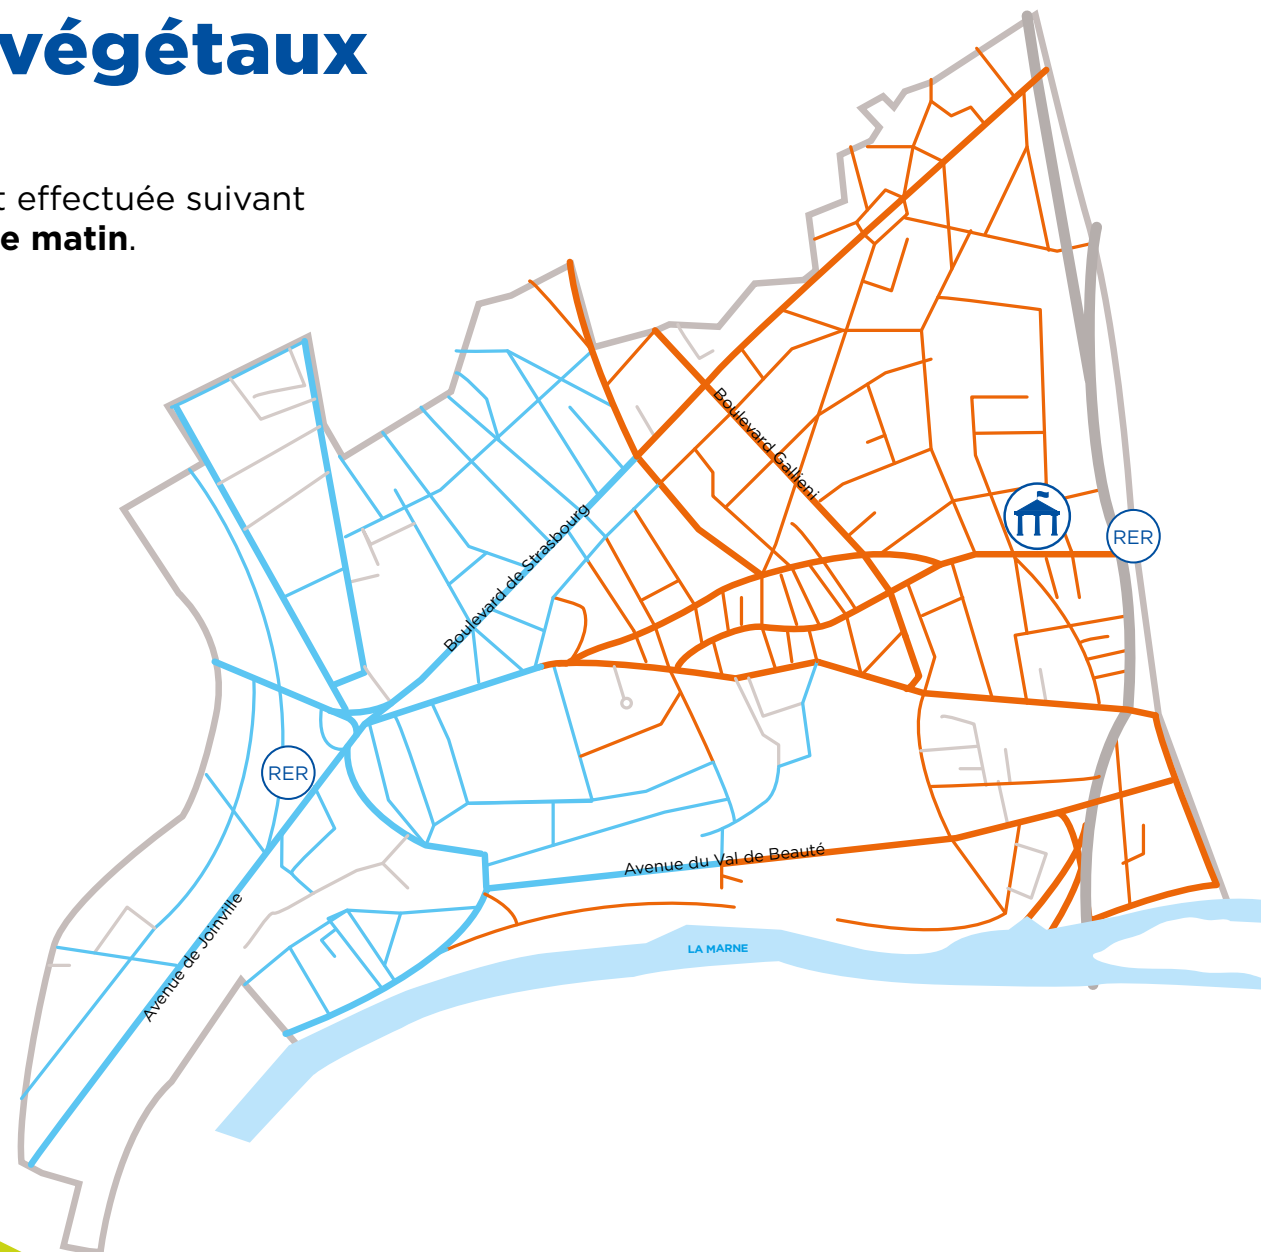 végétaux
t effectuée suivant
e matin.
Boulevard Gallieni
RER
Boulevard de Strasbourg
RER
Avenue du Val de Beauté
Avenue de Joinville
LA MARNE